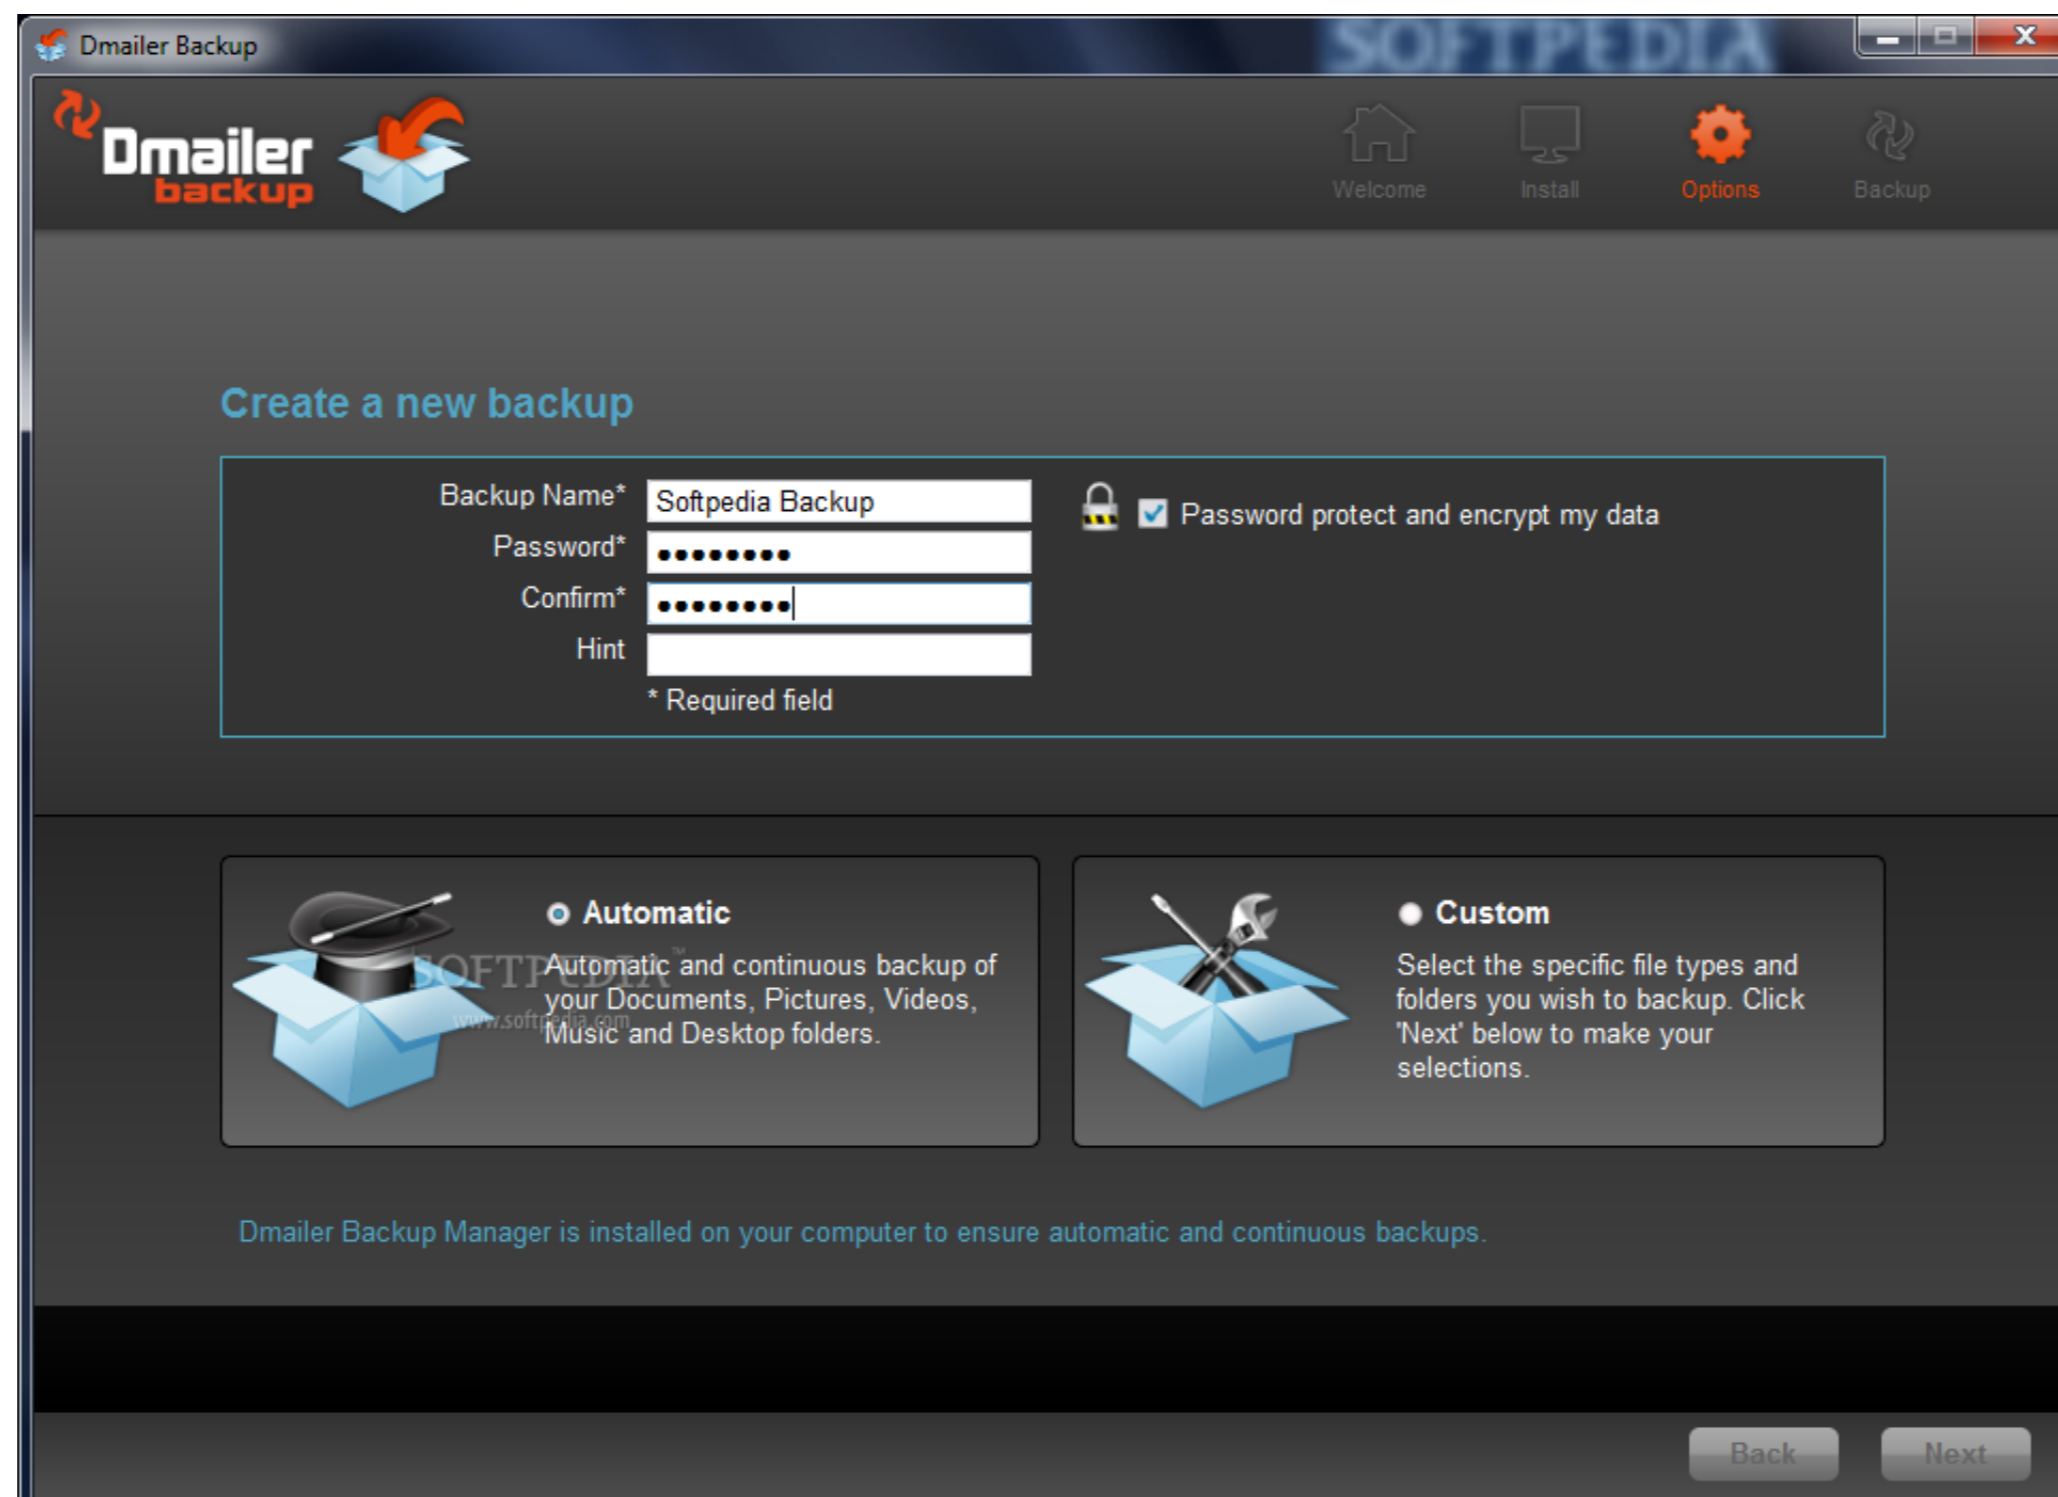 Dmailer Backup
SOFTPEDIA
Dmailer
backup
Welcome
Install
Options
Backup
Create a new backup
Backup Name*
Softpedia Backup
Password protect and encrypt my data
Password*
••••••••
Confirm*
••••••••
Hint
* Required field
Automatic
Automatic and continuous backup of
your Documents, Pictures, Videos,
Music and Desktop folders.
SOFTPEDIA™
www.softpedia.com
Custom
Select the specific file types and
folders you wish to backup. Click
'Next' below to make your
selections.
Dmailer Backup Manager is installed on your computer to ensure automatic and continuous backups.
Back
Next